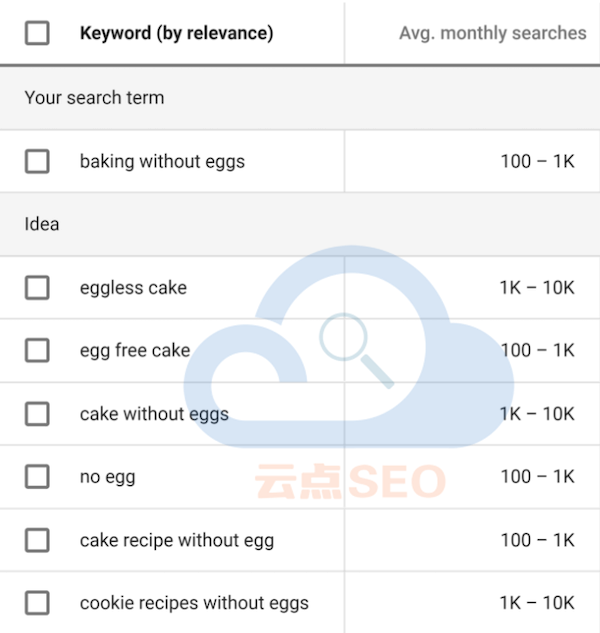 Keyword (by relevance) Avg. monthly searches
Your search term
baking without eggs 100 – 1K
Idea
eggless cake 1K – 10K
egg free cake 100 – 1K
cake without eggs 1K – 10K
云点SEO
no egg 100 – 1K
cake recipe without egg 100 – 1K
cookie recipes without eggs 1K – 10K